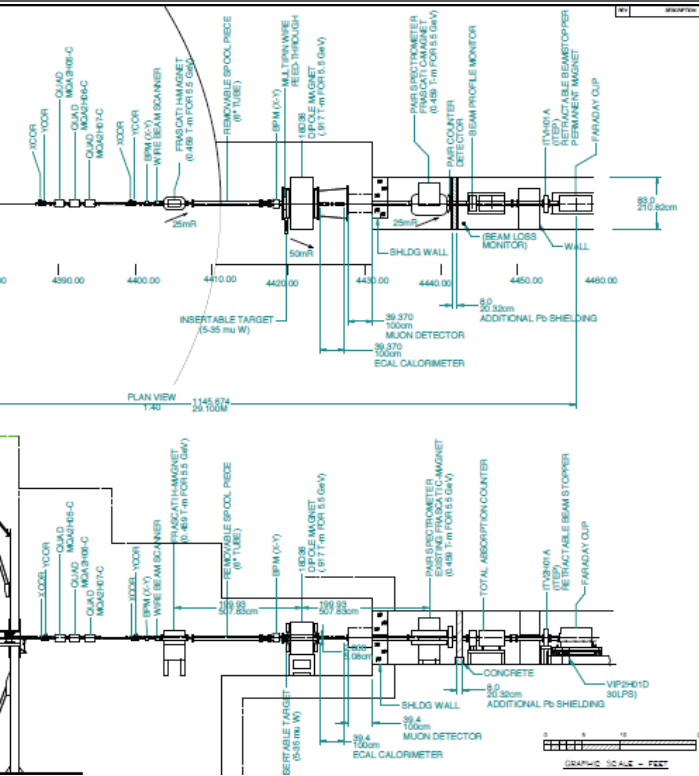 REV
DESCRIPTION
XCOR
YCOR
QUAD
MQA2H05-C
QUAD
MQA2H06-C
QUAD
MQA2H07-C
XCOR
YCOR
BPM (X-Y)
WIRE BEAM SCANNER
FRASCATI H-MAGNET
(0.459 T-m FOR 5.5 GeV)
REMOVABLE SPOOL PIECE
(6" TUBE)
BPM (X-Y)
MULTIPIN WIRE
FEED-THROUGH
18D36
DIPOLE MAGNET
(.917 T-m FOR 5.5 GeV)
PAIR SPECTROMETER
FRASCATI C-MAGNET
(0.459 T-m FOR 5.5 GeV)
PAIR COUNTER
DETECTOR
BEAM PROFILE MONITOR
ITVH01A
(ITEP)
RETRACTABLE BEAMSTOPPER
PERMANENT MAGNET
FARADAY CUP
25mR
50mR
25mR
83.0
210.82cm
(BEAM LOSS
MONITOR)
WALL
SHLDG WALL
4390.00
4400.00
4410.00
4420.00
4430.00
4440.00
4450.00
4460.00
INSERTABLE TARGET
(5-35 mu W)
8.0
20.32cm
ADDITIONAL Pb SHIELDING
39.370
100cm
MUON DETECTOR
39.370
100cm
ECAL CALORIMETER
PLAN VIEW
1:40
1145.674
29.100M
XCOR
YCOR
QUAD
MQA2H05-C
QUAD
MQA2H06-C
QUAD
MQA2H07-C
XCOR
YCOR
BPM (X-Y)
WIRE BEAM SCANNER
FRASCATI H-MAGNET
(0.459 T-m FOR 5.5 GeV)
REMOVABLE SPOOL PIECE
(6" TUBE)
BPM (X-Y)
18D36
DIPOLE MAGNET
(.917 T-m FOR 5.5 GeV)
PAIR SPECTROMETER
EXISTING FRASCATI C-MAGNET
(0.459 T-m FOR 5.5 GeV)
TOTAL ABSORPTION COUNTER
ITV2H01A
(ITEP)
RETRACTABLE BEAM STOPPER
FARADAY CUP
199.93
507.83cm
199.93
507.83cm
CONCRETE
8.0
20.32cm
ADDITIONAL Pb SHIELDING
VIP2H01D
30LPS)
SHLDG WALL
39.4
100cm
MUON DETECTOR
39.4
100cm
ECAL CALORIMETER
SERTABLE TARGET
(5-35 mu W)
0
5
10
GRAPHIC SCALE - FEET